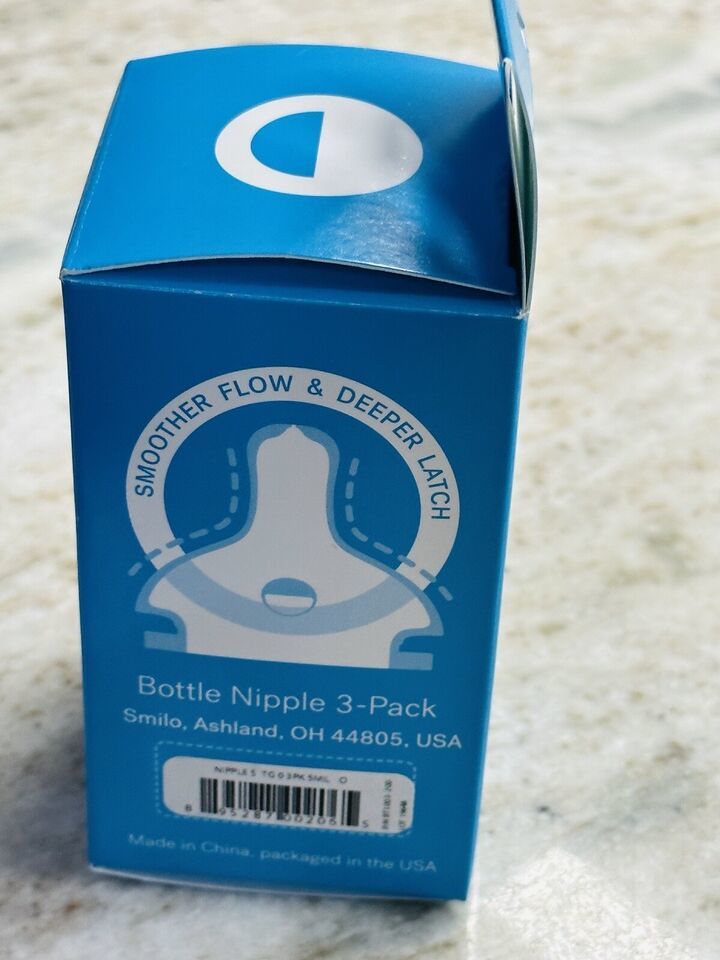 SMOOTHER FLOW & DEEPER LATCH
Bottle Nipple 3-Pack
Smilo, Ashland, OH 44805, USA
Made in China, packaged in the USA